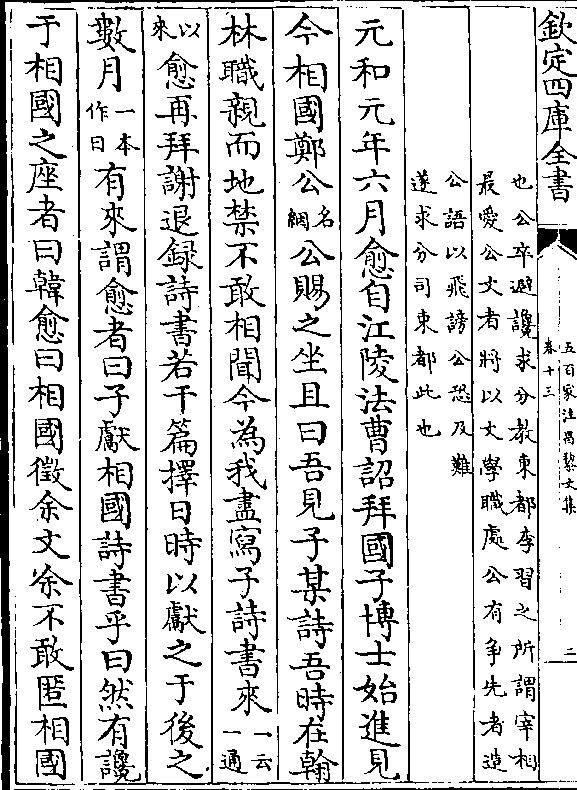 欽定四庫全書
五百家注昌黎文集
卷十三
二
也公卒避讒求分教東都李習之所謂宰相
最愛公文者將以文學職處公有爭先者造
公語以飛謗公恐及難
遂求分司東都此也
元和元年六月愈自江陵法曹詔拜國子博士始進見
今相國鄭公名絪公賜之坐且曰吾見子某詩吾時在翰
林職親而地禁不敢相聞今為我盡寫子詩書來一云一通
以來愈再拜謝退録詩書若干篇擇日時以獻之于後之
數月一本作日有來謂愈者曰子獻相國詩書乎曰然有讒
于相國之座者曰韓愈曰相國徵余文余不敢匿相國